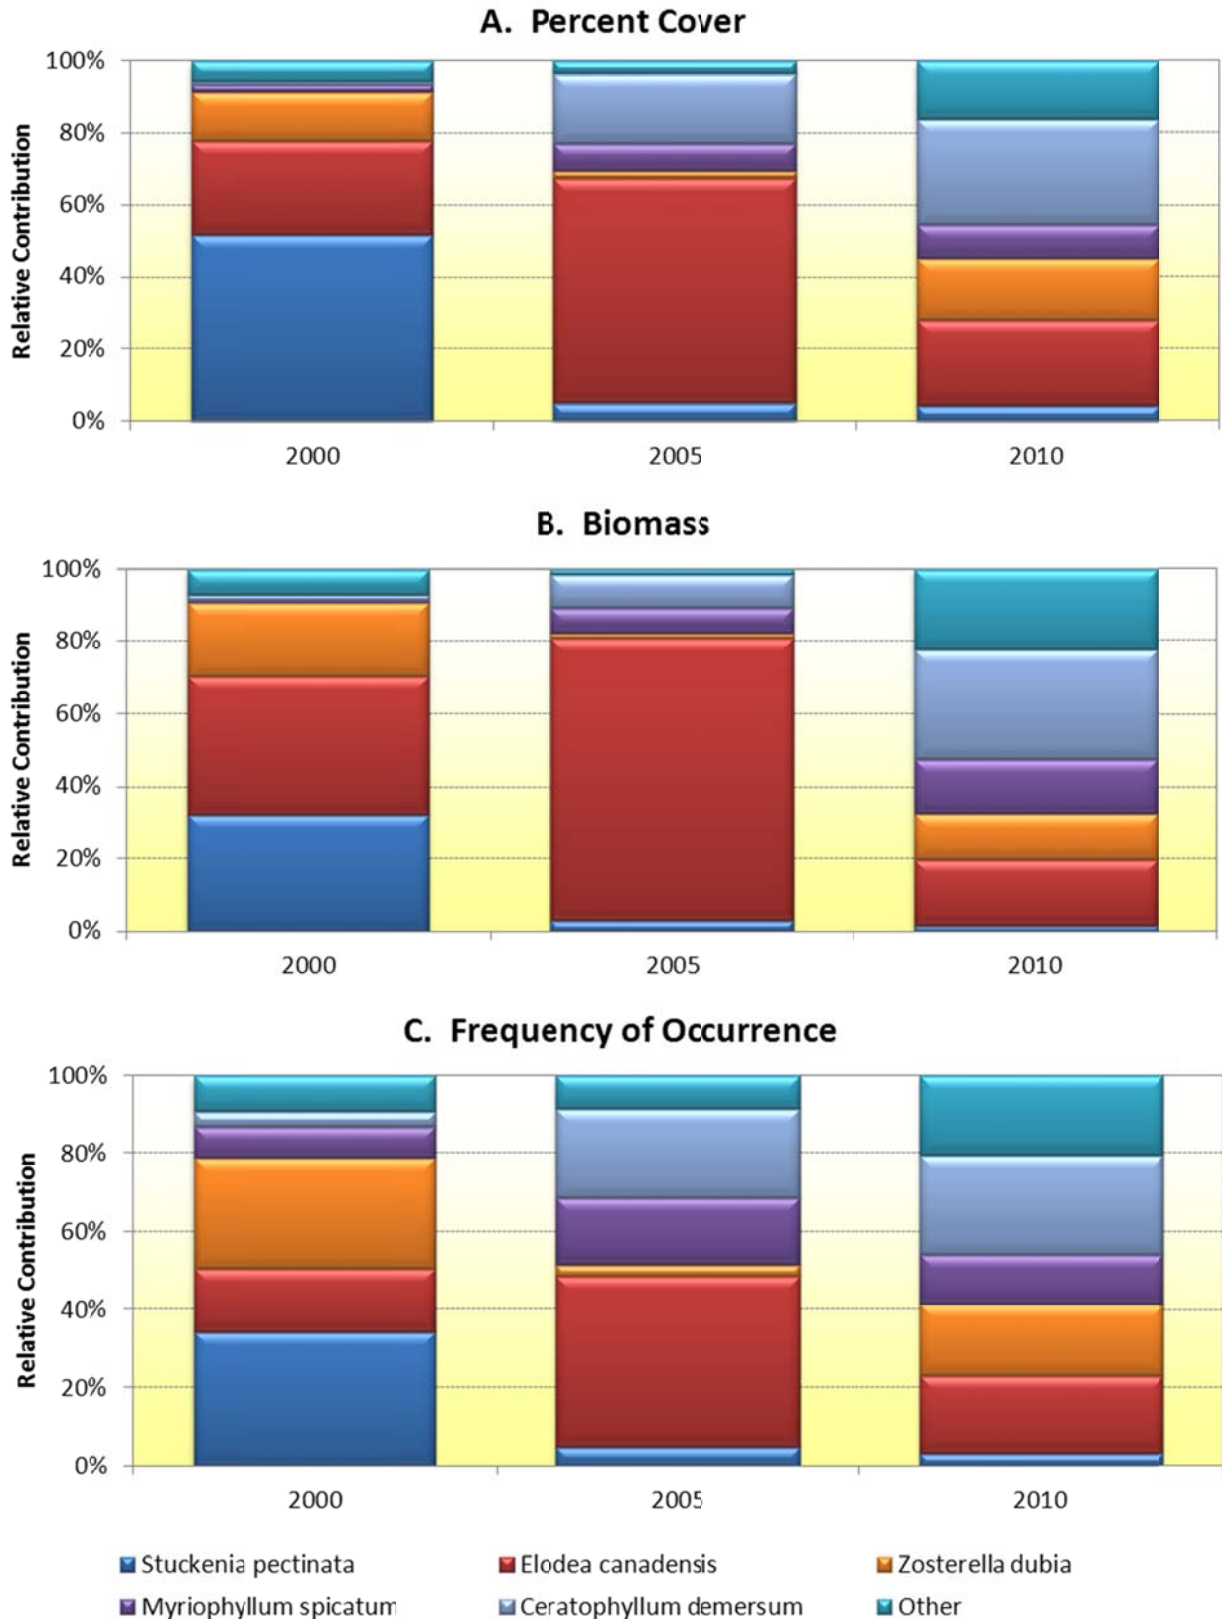 A. Percent Cover
100%
80%
60%
40%
20%
0%
Relative Contribution
2000 2005 2010
B. Biomass
100%
80%
60%
40%
20%
0%
Relative Contribution
2000 2005 2010
C. Frequency of Occurrence
100%
80%
60%
40%
20%
0%
Relative Contribution
2000 2005 2010
Stuckenia pectinata Elodea canadensis Zosterella dubia
Myriophyllum spicatum Ceratophyllum demersum Other